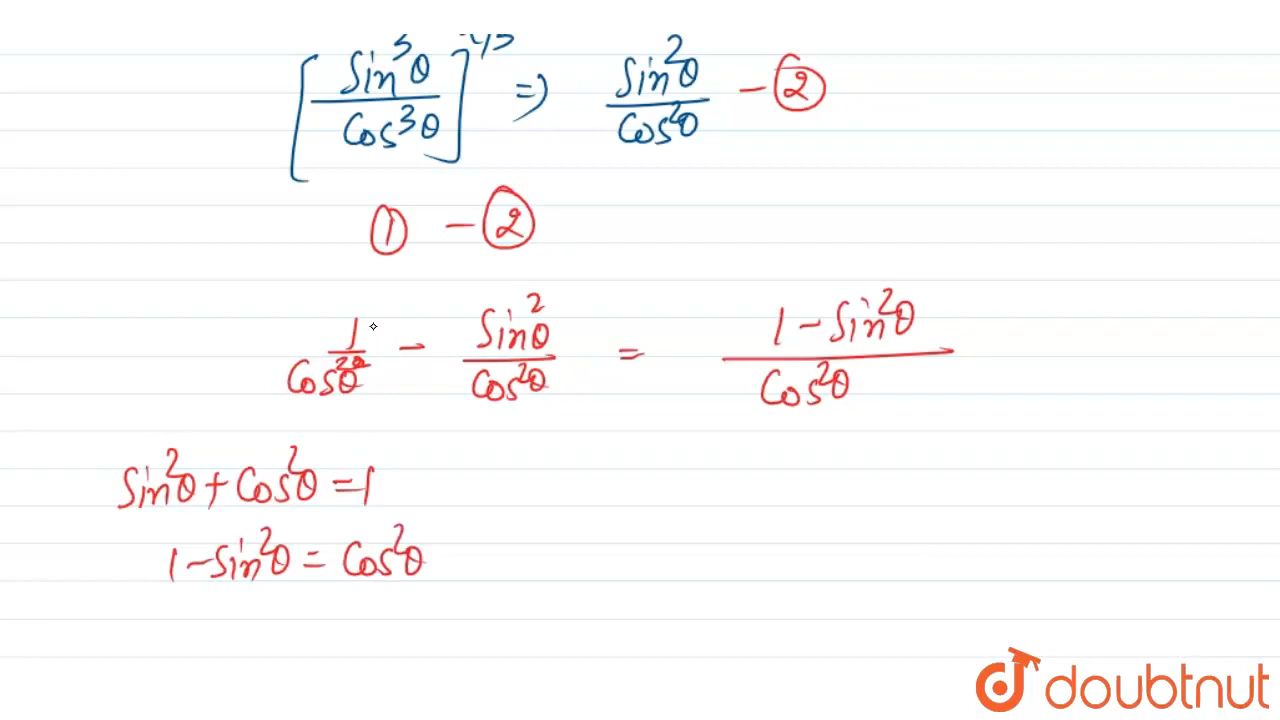 [sin³θ/cos³θ]^2/3 => sin²θ/cos²θ - ②
① - ②
1/cos²θ - sin²θ/cos²θ = 1-sin²θ/cos²θ
sin²θ + cos²θ = 1
1-sin²θ = cos²θ
doubtnut